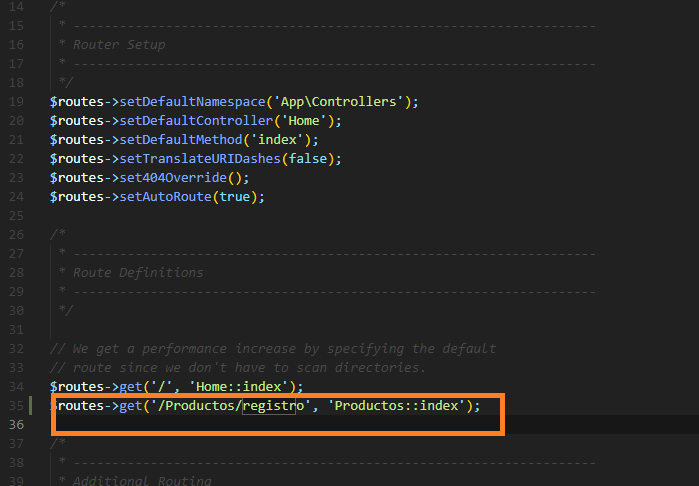 14 /*
15 * -------------------------------------------------------------------
16 * Router Setup
17 * -------------------------------------------------------------------
18 */
19 $routes->setDefaultNamespace('App\Controllers');
20 $routes->setDefaultController('Home');
21 $routes->setDefaultMethod('index');
22 $routes->setTranslateURIDashes(false);
23 $routes->set404Override();
24 $routes->setAutoRoute(true);
25
26 /*
27 * -------------------------------------------------------------------
28 * Route Definitions
29 * -------------------------------------------------------------------
30 */
31
32 // We get a performance increase by specifying the default
33 // route since we don't have to scan directories.
34 $routes->get('/', 'Home::index');
35 $routes->get('/Productos/registro', 'Productos::index');
36
37 /*
38 * -------------------------------------------------------------------
39 * Additional Routing